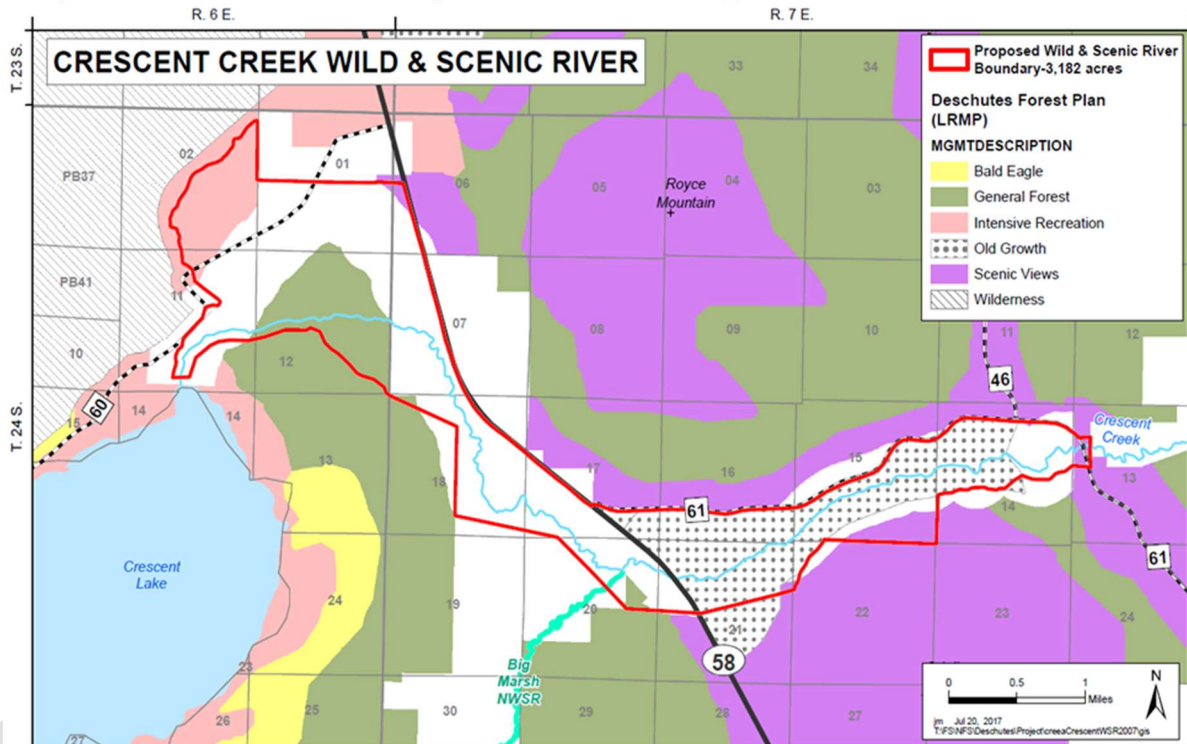 R. 6 E.
R. 7 E.
T. 23 S.
T. 24 S.
CRESCENT CREEK WILD & SCENIC RIVER
Proposed Wild & Scenic River
Boundary-3,182 acres
Deschutes Forest Plan
(LRMP)
MGMTDESCRIPTION
Bald Eagle
General Forest
Intensive Recreation
Old Growth
Scenic Views
Wilderness
33
34
02
01
PB37
06
05
04
03
Royce
Mountain
PB41
11
07
08
09
10
11
12
10
12
60
15
14
14
46
Crescent
Creek
13
18
17
16
15
14
13
61
61
Crescent
Lake
24
19
20
21
22
23
24
58
Big
Marsh
NWSR
23
26
25
30
29
28
27
27
0
0.5
1
Miles
N
jm Jul 20, 2017
T:\FS\NFS\Deschutes\Project\creeaCrescentWSR2007\gis